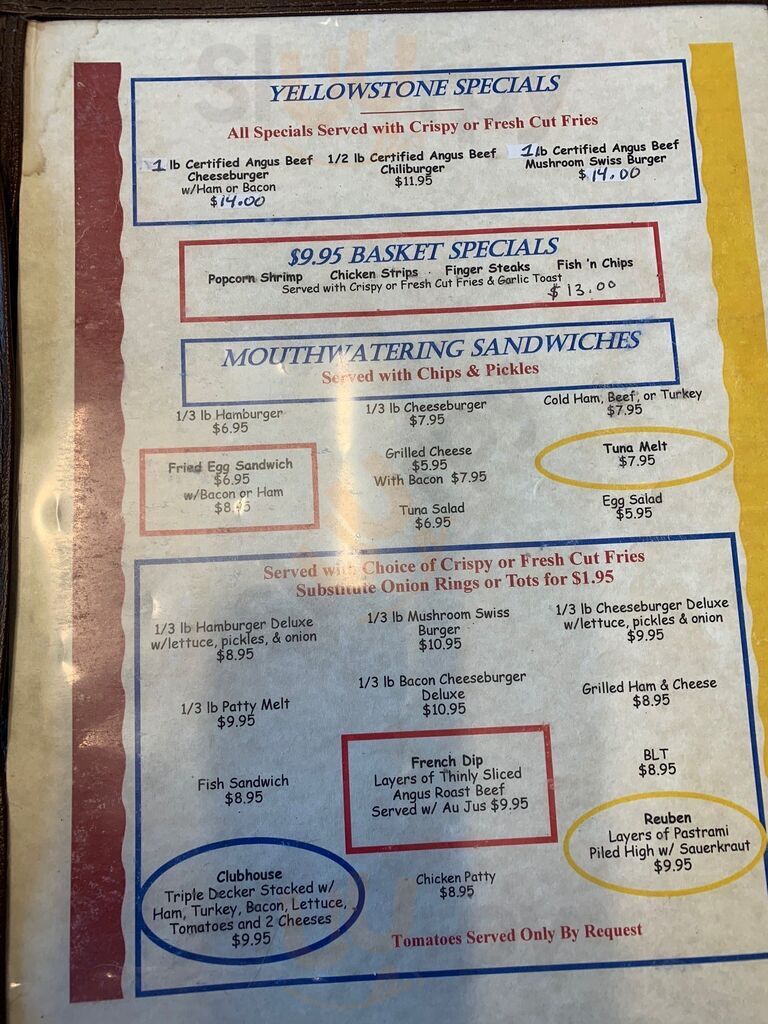 YELLOWSTONE SPECIALS
All Specials Served with Crispy or Fresh Cut Fries
1 lb Certified Angus Beef
Cheeseburger
w/Ham or Bacon
$14.00
1/2 lb Certified Angus Beef
Chiliburger
$11.95
1 lb Certified Angus Beef
Mushroom Swiss Burger
$14.00
$9.95 BASKET SPECIALS
Popcorn Shrimp Chicken Strips Finger Steaks Fish 'n Chips
Served with Crispy or Fresh Cut Fries & Garlic Toast
$13.00
MOUTHWATERING SANDWICHES
Served with Chips & Pickles
1/3 lb Hamburger
$6.95
1/3 lb Cheeseburger
$7.95
Cold Ham, Beef, or Turkey
$7.95
Fried Egg Sandwich
$6.95
w/Bacon or Ham
$8.95
Grilled Cheese
$5.95
With Bacon $7.95
Tuna Melt
$7.95
Tuna Salad
$6.95
Egg Salad
$5.95
Served with Choice of Crispy or Fresh Cut Fries
Substitute Onion Rings or Tots for $1.95
1/3 lb Hamburger Deluxe
w/lettuce, pickles, & onion
$8.95
1/3 lb Mushroom Swiss
Burger
$10.95
1/3 lb Cheeseburger Deluxe
w/lettuce, pickles & onion
$9.95
1/3 lb Patty Melt
$9.95
1/3 lb Bacon Cheeseburger
Deluxe
$10.95
Grilled Ham & Cheese
$8.95
Fish Sandwich
$8.95
French Dip
Layers of Thinly Sliced
Angus Roast Beef
Served w/ Au Jus $9.95
BLT
$8.95
Clubhouse
Triple Decker Stacked w/
Ham, Turkey, Bacon, Lettuce,
Tomatoes and 2 Cheeses
$9.95
Chicken Patty
$8.95
Reuben
Layers of Pastrami
Piled High w/ Sauerkraut
$9.95
Tomatoes Served Only By Request